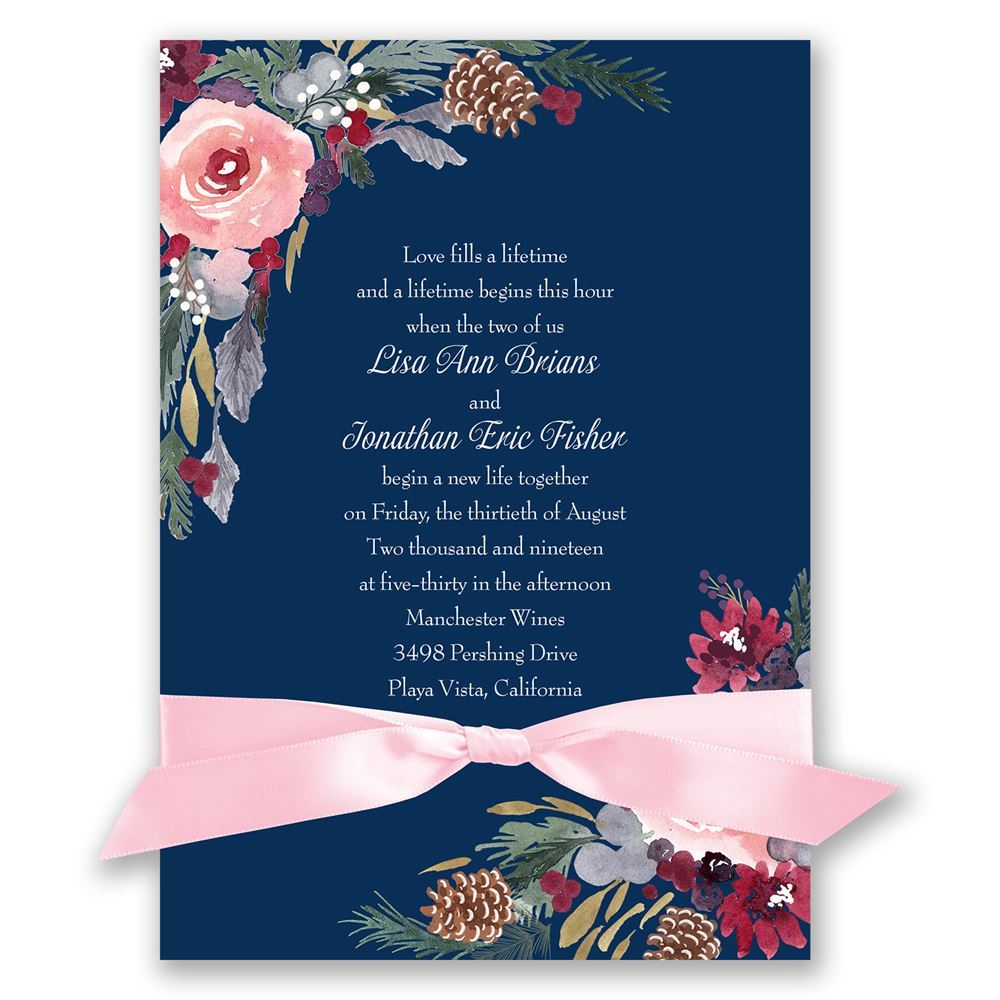 Love fills a lifetime
and a lifetime begins this hour
when the two of us
Lisa Ann Brians
and
Jonathan Eric Fisher
begin a new life together
on Friday, the thirtieth of August
Two thousand and nineteen
at five-thirty in the afternoon
Manchester Wines
3498 Pershing Drive
Playa Vista, California